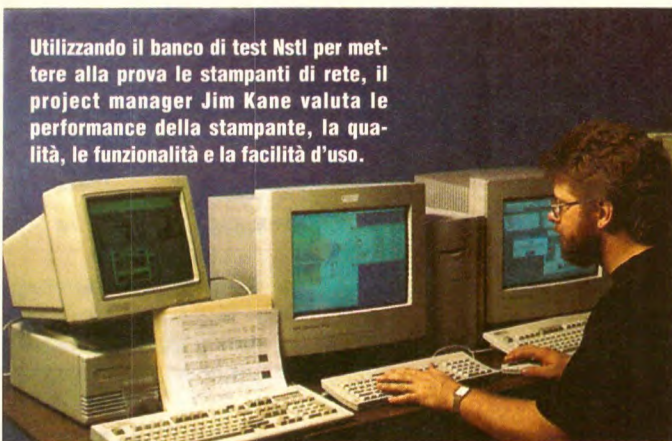 Utilizzando il banco di test Nstl per met-
tere alla prova le stampanti di rete, il
project manager Jim Kane valuta le
performance della stampante, la qua-
lità, le funzionalità e la facilità d'uso.